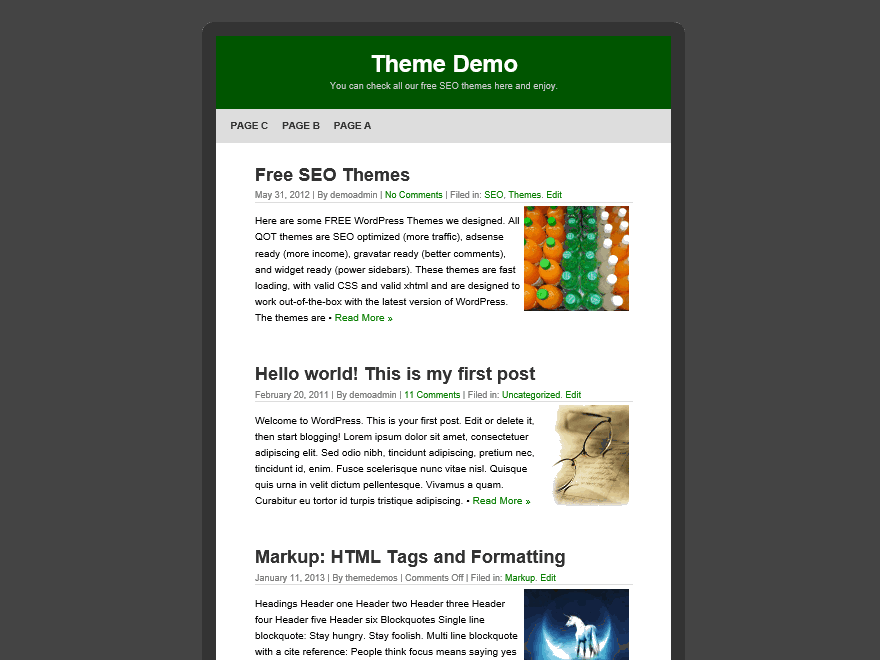 Theme Demo
You can check all our free SEO themes here and enjoy.
PAGE C PAGE B PAGE A
Free SEO Themes
May 31, 2012 | By demoadmin | No Comments | Filed in: SEO, Themes. Edit
Here are some FREE WordPress Themes we designed. All
QOT themes are SEO optimized (more traffic), adsense
ready (more income), gravatar ready (better comments),
and widget ready (power sidebars). These themes are fast
loading, with valid CSS and valid xhtml and are designed to
work out-of-the-box with the latest version of WordPress.
The themes are • Read More »
Hello world! This is my first post
February 20, 2011 | By demoadmin | 11 Comments | Filed in: Uncategorized. Edit
Welcome to WordPress. This is your first post. Edit or delete it,
then start blogging! Lorem ipsum dolor sit amet, consectetuer
adipiscing elit. Sed odio nibh, tincidunt adipiscing, pretium nec,
tincidunt id, enim. Fusce scelerisque nunc vitae nisl. Quisque
quis urna in velit dictum pellentesque. Vivamus a quam.
Curabitur eu tortor id turpis tristique adipiscing. • Read More »
Markup: HTML Tags and Formatting
January 11, 2013 | By themedemos | Comments Off | Filed in: Markup. Edit
Headings Header one Header two Header three Header
four Header five Header six Blockquotes Single line
blockquote: Stay hungry. Stay foolish. Multi line blockquote
with a cite reference: People think focus means saying yes